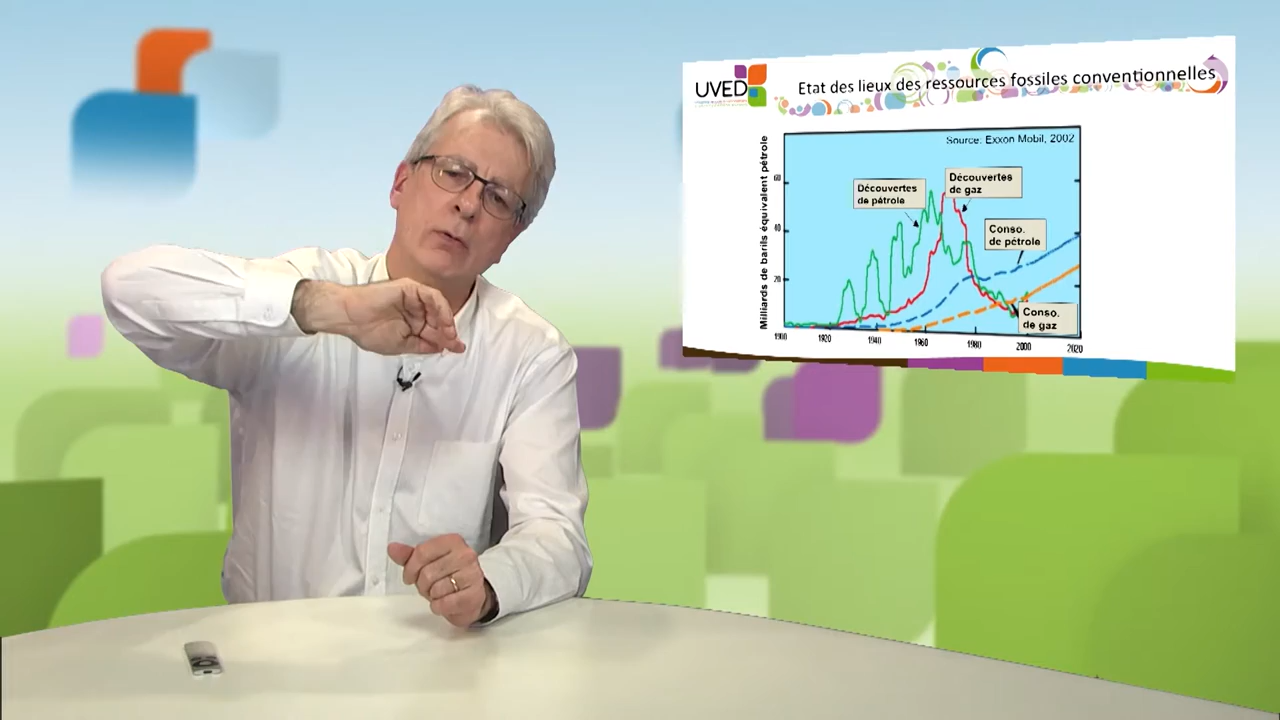 UVED
Etat des lieux des ressources fossiles conventionnelles
Source: Exxon Mobil, 2002
Milliards de barils équivalent pétrole
60
40
20
Découvertes
de pétrole
Découvertes
de gaz
Conso.
de pétrole
Conso.
de gaz
1900
1920
1940
1960
1980
2000
2020